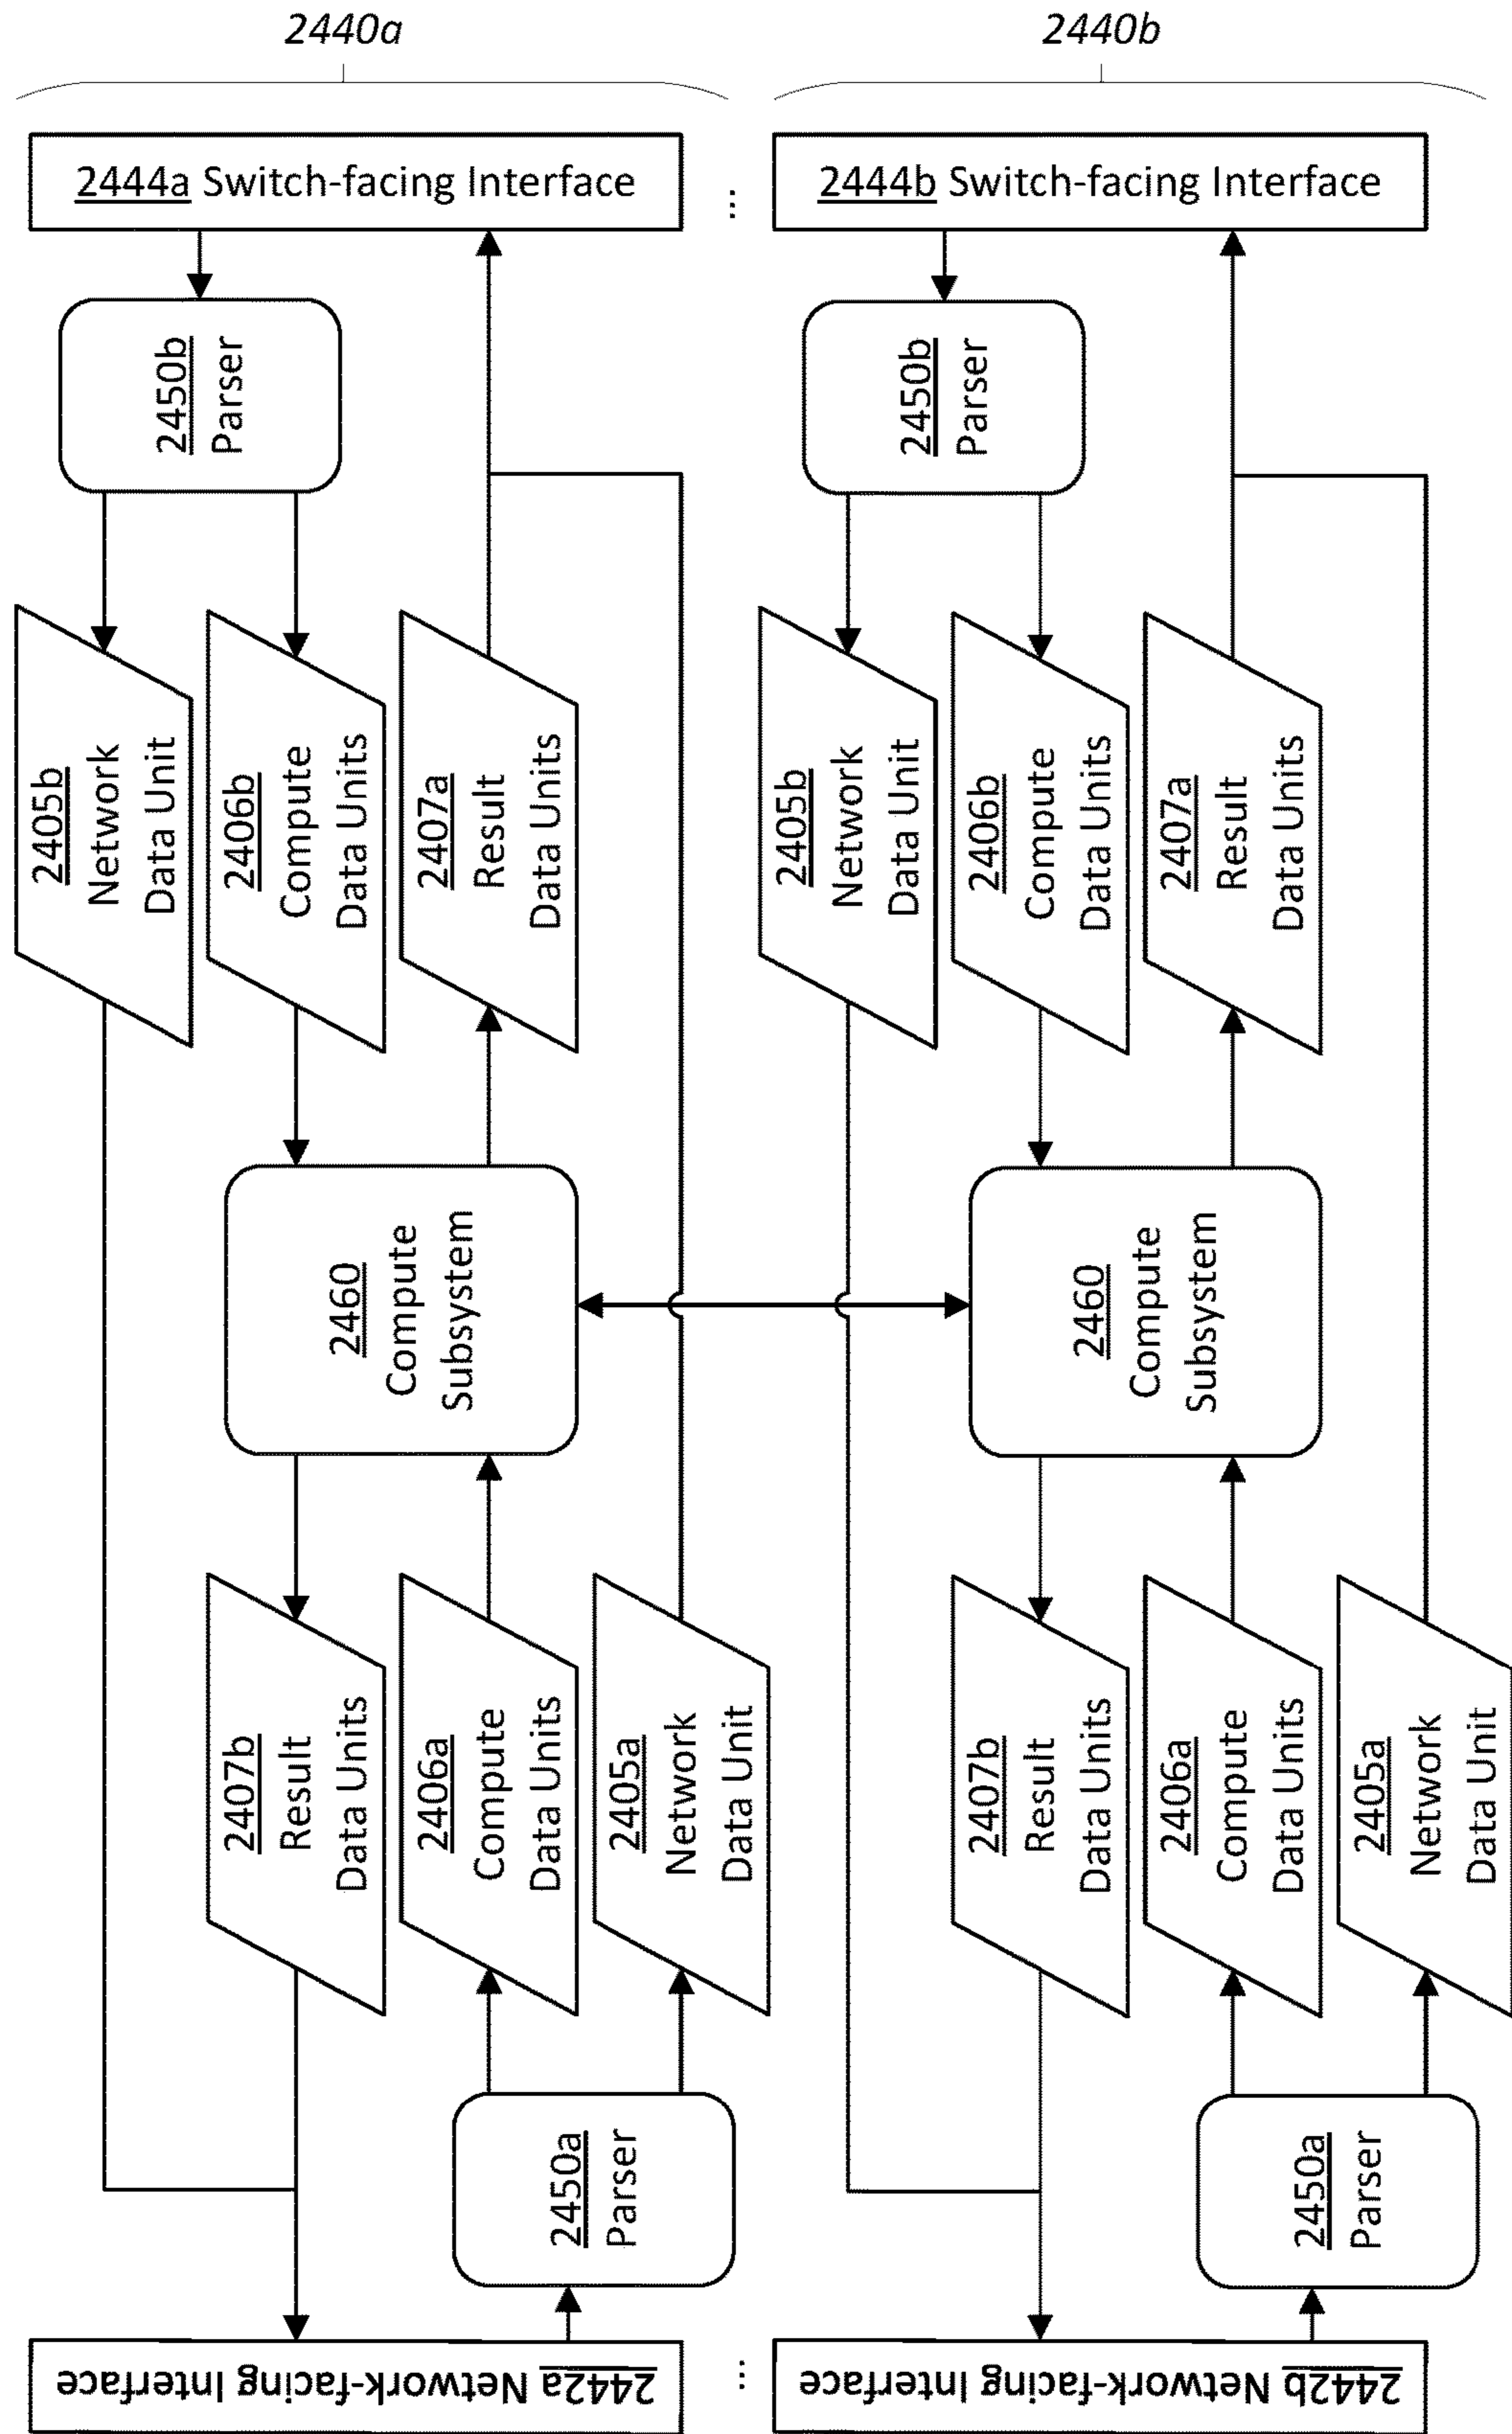 2440a
2444a Switch-facing Interface
2450b
Parser
2405b
Network
Data Unit
2406b
Compute
Data Units
2407a
Result
Data Units
2460
Compute
Subsystem
2407b
Result
Data Units
2406a
Compute
Data Units
2405a
Network
Data Unit
2450a
Parser
2442a Network-facing Interface
...
...
2440b
2444b Switch-facing Interface
2450b
Parser
2405b
Network
Data Unit
2406b
Compute
Data Units
2407a
Result
Data Units
2460
Compute
Subsystem
2407b
Result
Data Units
2406a
Compute
Data Units
2405a
Network
Data Unit
2450a
Parser
2442b Network-facing Interface